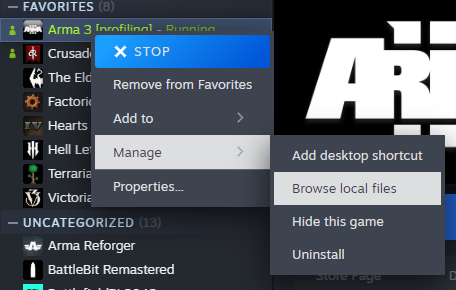 FAVORITES (8)
Arma 3 [profiling] - Running
Crusade
STOP
The Eld
Remove from Favorites
Factorio
Add to
Hearts
Manage
Hell Let
Add desktop shortcut
Terraria
Properties...
Browse local files
Victoria
Hide this game
UNCATEGORIZED (13)
Arma Reforger
Uninstall
BattleBit Remastered
Store Page